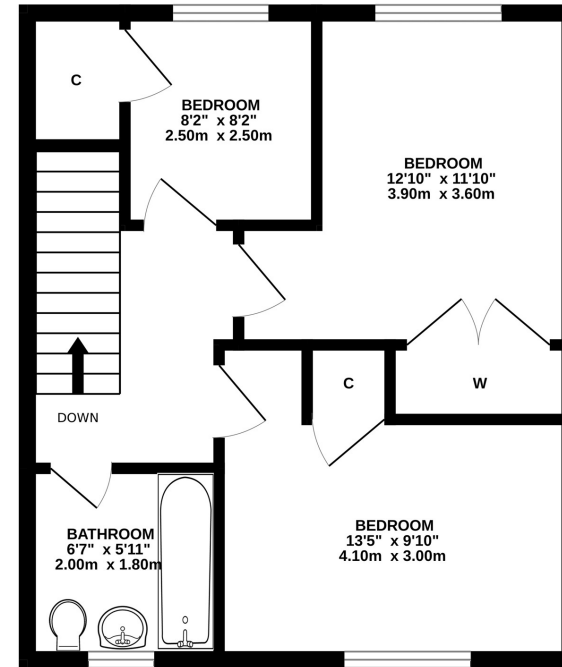 C
BEDROOM
8'2" x 8'2"
2.50m x 2.50m
BEDROOM
12'10" x 11'10"
3.90m x 3.60m
C
W
DOWN
BEDROOM
13'5" x 9'10"
4.10m x 3.00m
BATHROOM
6'7" x 5'11"
2.00m x 1.80m